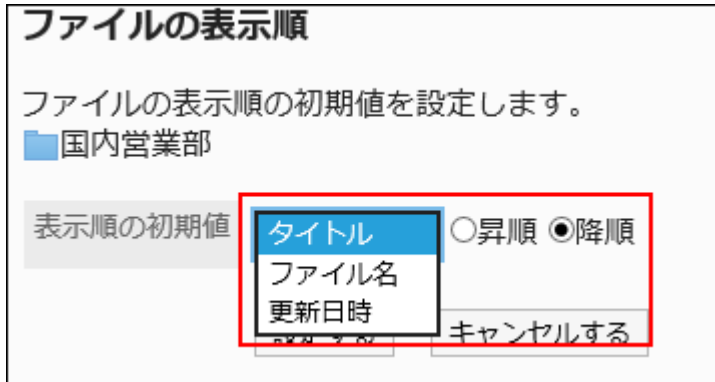 ファイルの表示順
ファイルの表示順の初期値を設定します。
国内営業部
表示順の初期値 タイトル 昇順 降順
ファイル名
更新日時
キャンセルする